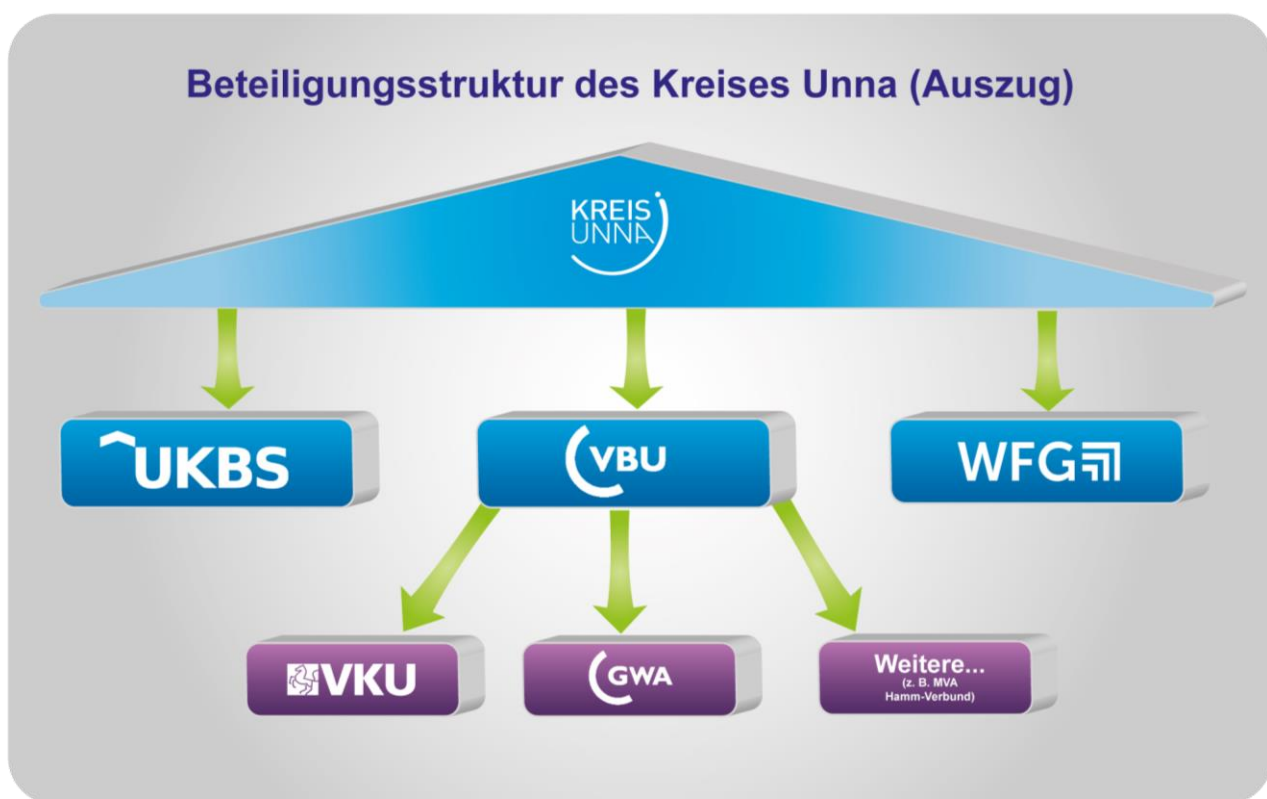 Beteiligungsstruktur des Kreises Unna (Auszug)
KREIS
UNNA
UKBS
VBU
WFG
VKU
GWA
Weitere...
(z. B. MVA
Hamm-Verbund)